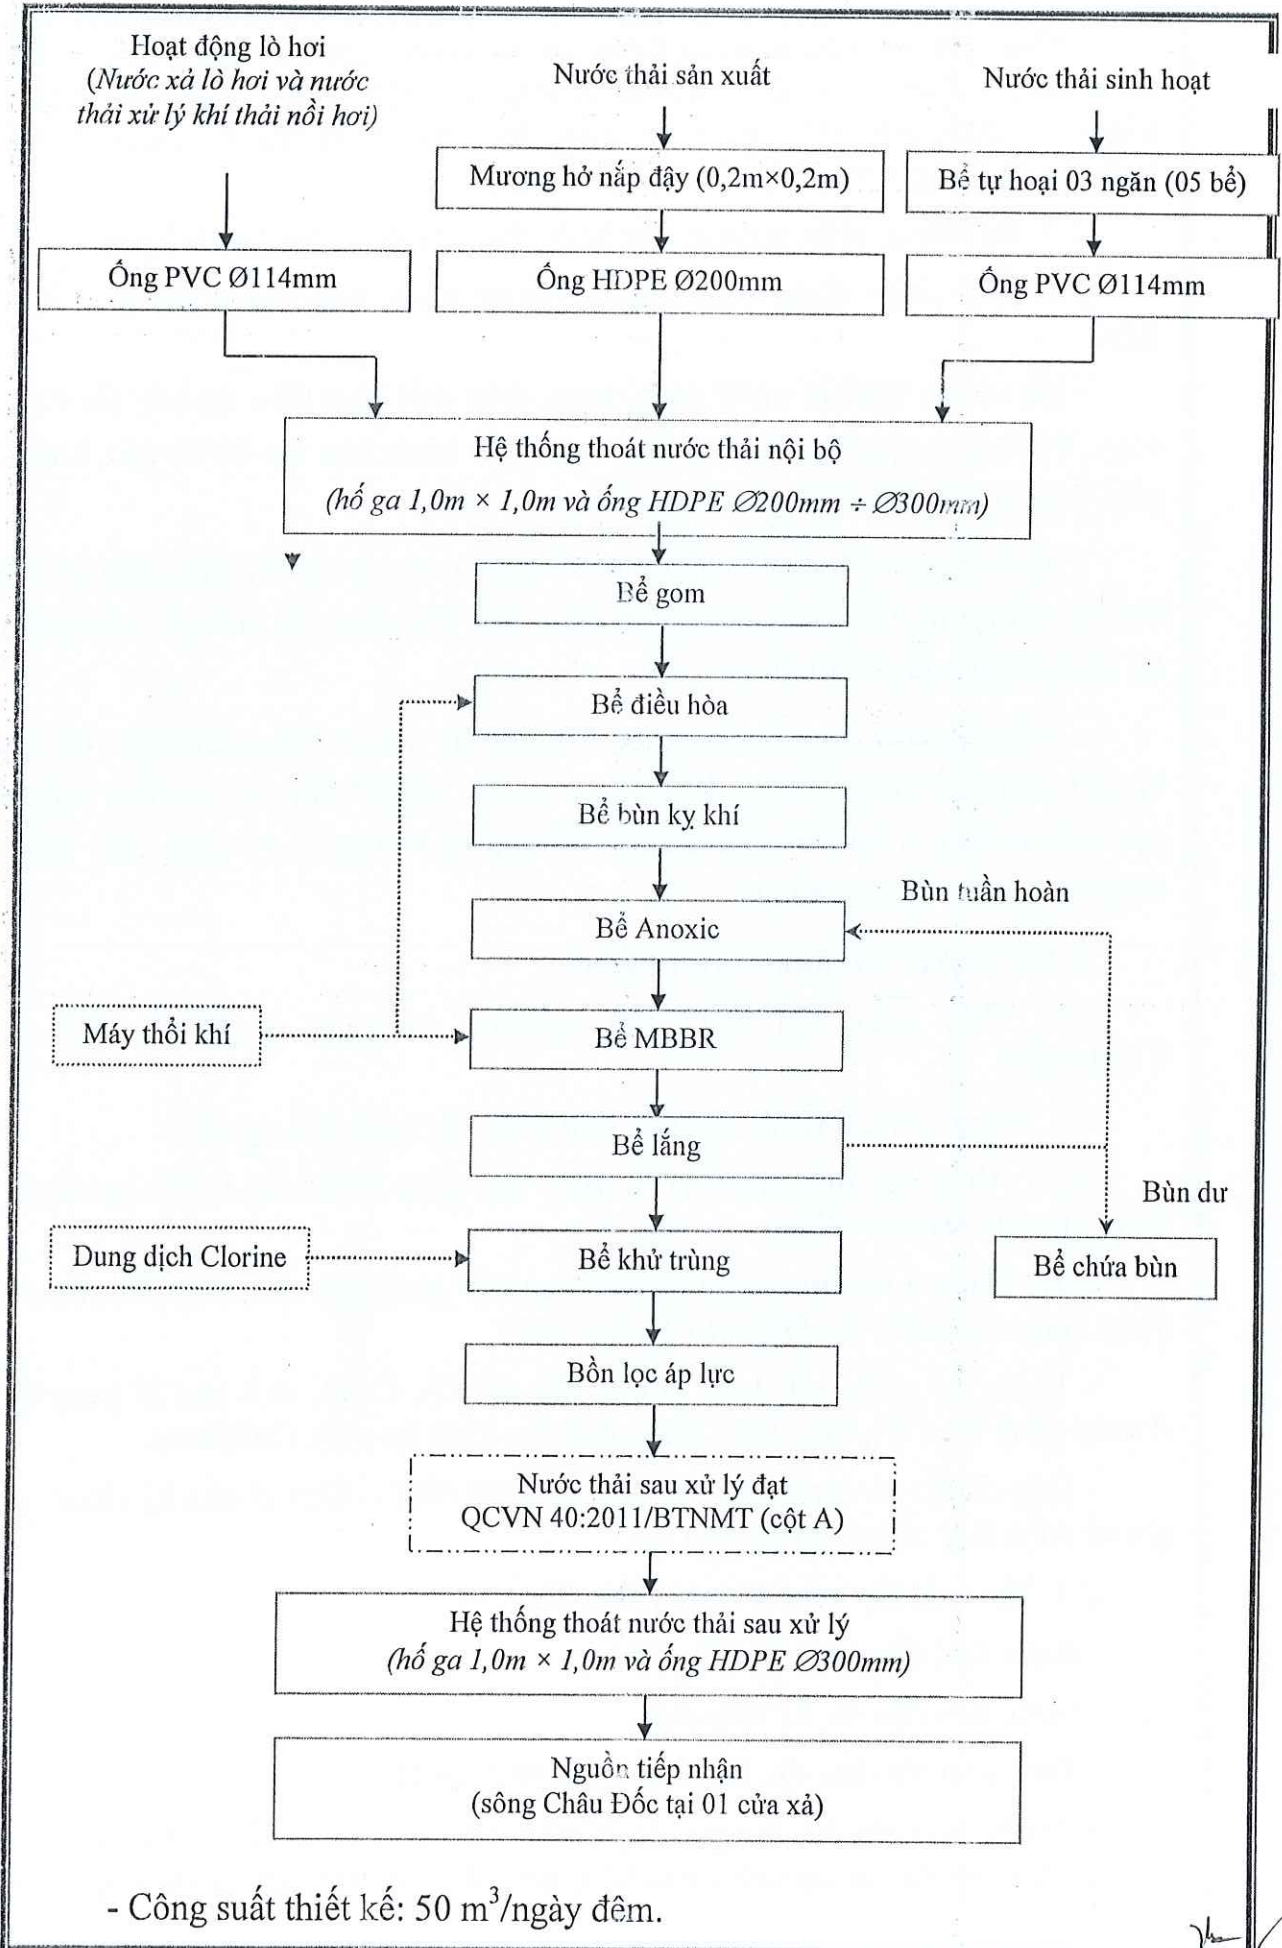 Hoạt động lò hơi
(Nước xả lò hơi và nước
thải xử lý khí thải nồi hơi)
Nước thải sản xuất
Nước thải sinh hoạt
Mương hở nắp đậy (0,2m×0,2m)
Bể tự hoại 03 ngăn (05 bể)
Ống PVC Ø114mm
Ống HDPE Ø200mm
Ống PVC Ø114mm
Hệ thống thoát nước thải nội bộ
(hố ga 1,0m × 1,0m và ống HDPE Ø200mm ÷ Ø300mm)
Bể gom
Bể điều hòa
Bể bùn kỵ khí
Bùn tuần hoàn
Bể Anoxic
Máy thổi khí
Bể MBBR
Bể lắng
Bùn dư
Dung dịch Clorine
Bể khử trùng
Bể chứa bùn
Bồn lọc áp lực
Nước thải sau xử lý đạt
QCVN 40:2011/BTNMT (cột A)
Hệ thống thoát nước thải sau xử lý
(hố ga 1,0m × 1,0m và ống HDPE Ø300mm)
Nguồn tiếp nhận
(sông Châu Đốc tại 01 cửa xả)
- Công suất thiết kế: 50 m³/ngày đêm.